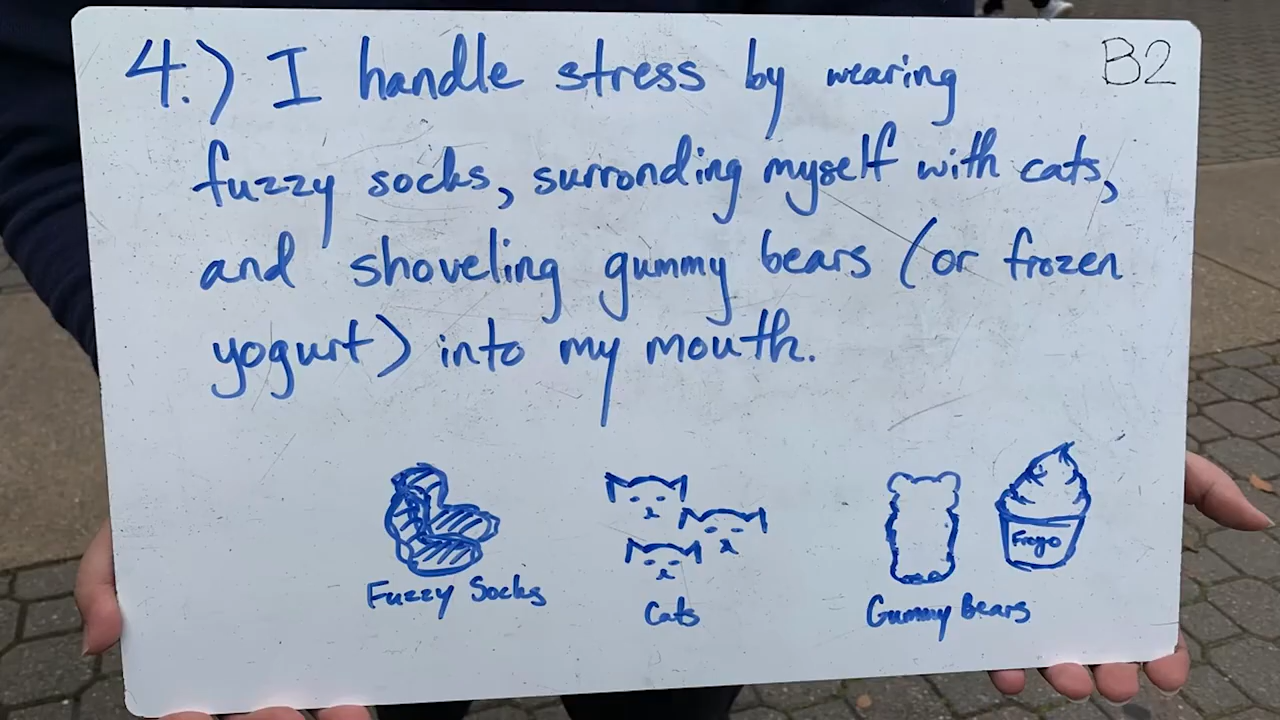 4.) I handle stress by wearing
B2
fuzzy socks, surronding myself with cats,
and shoveling gummy bears (or frozen
yogurt) into my mouth.
Froyo
Fuzzy Socks
Cats
Gummy Bears